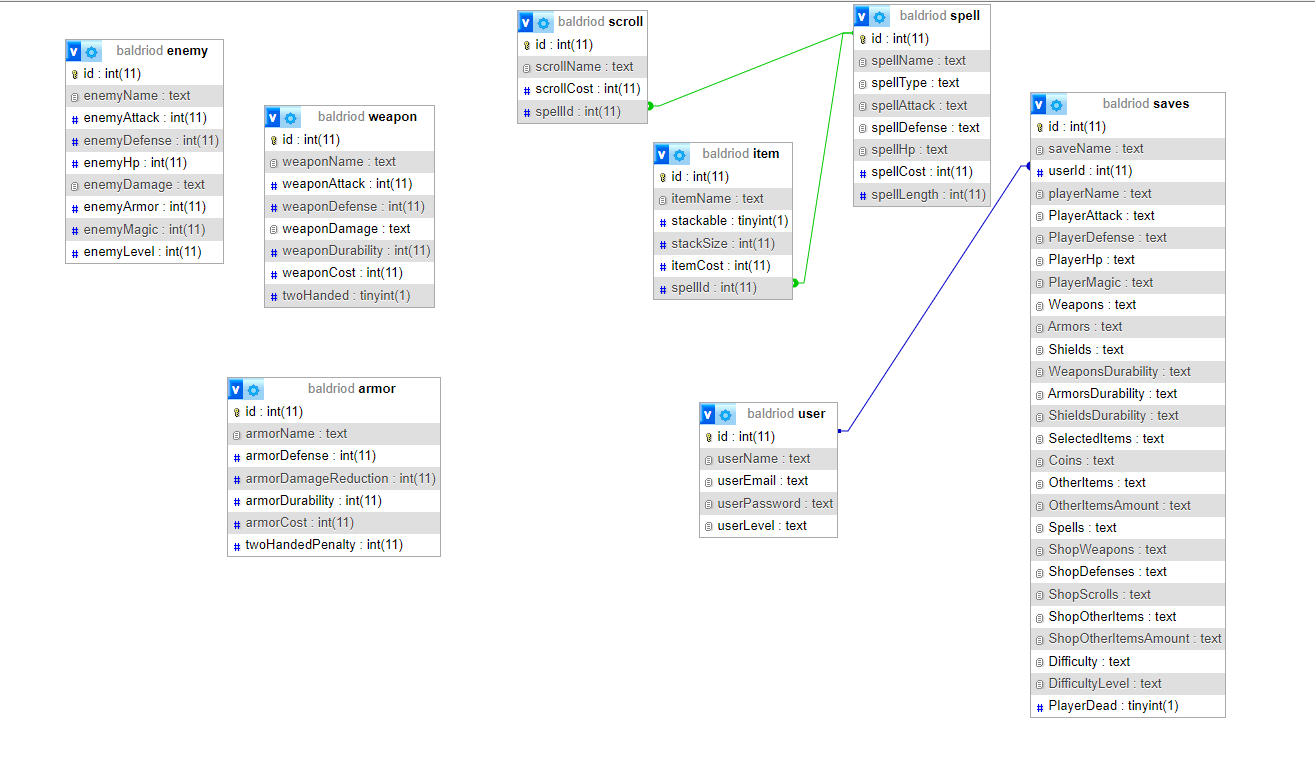 baldriod enemy
id : int(11)
enemyName : text
enemyAttack : int(11)
enemyDefense : int(11)
enemyHp : int(11)
enemyDamage : text
enemyArmor : int(11)
enemyMagic : int(11)
enemyLevel : int(11)
baldriod weapon
id : int(11)
weaponName : text
weaponAttack : int(11)
weaponDefense : int(11)
weaponDamage : text
weaponDurability : int(11)
weaponCost : int(11)
twoHanded : tinyint(1)
baldriod armor
id : int(11)
armorName : text
armorDefense : int(11)
armorDamageReduction : int(11)
armorDurability : int(11)
armorCost : int(11)
twoHandedPenalty : int(11)
baldriod scroll
id : int(11)
scrollName : text
scrollCost : int(11)
spellId : int(11)
baldriod item
id : int(11)
itemName : text
stackable : tinyint(1)
stackSize : int(11)
itemCost : int(11)
spellId : int(11)
baldriod spell
id : int(11)
spellName : text
spellType : text
spellAttack : text
spellDefense : text
spellHp : text
spellCost : int(11)
spellLength : int(11)
baldriod user
id : int(11)
userName : text
userEmail : text
userPassword : text
userLevel : text
baldriod saves
id : int(11)
saveName : text
userId : int(11)
playerName : text
PlayerAttack : text
PlayerDefense : text
PlayerHp : text
PlayerMagic : text
Weapons : text
Armors : text
Shields : text
WeaponsDurability : text
ArmorsDurability : text
ShieldsDurability : text
SelectedItems : text
Coins : text
OtherItems : text
OtherItemsAmount : text
Spells : text
ShopWeapons : text
ShopDefenses : text
ShopScrolls : text
ShopOtherItems : text
ShopOtherItemsAmount : text
Difficulty : text
DifficultyLevel : text
PlayerDead : tinyint(1)